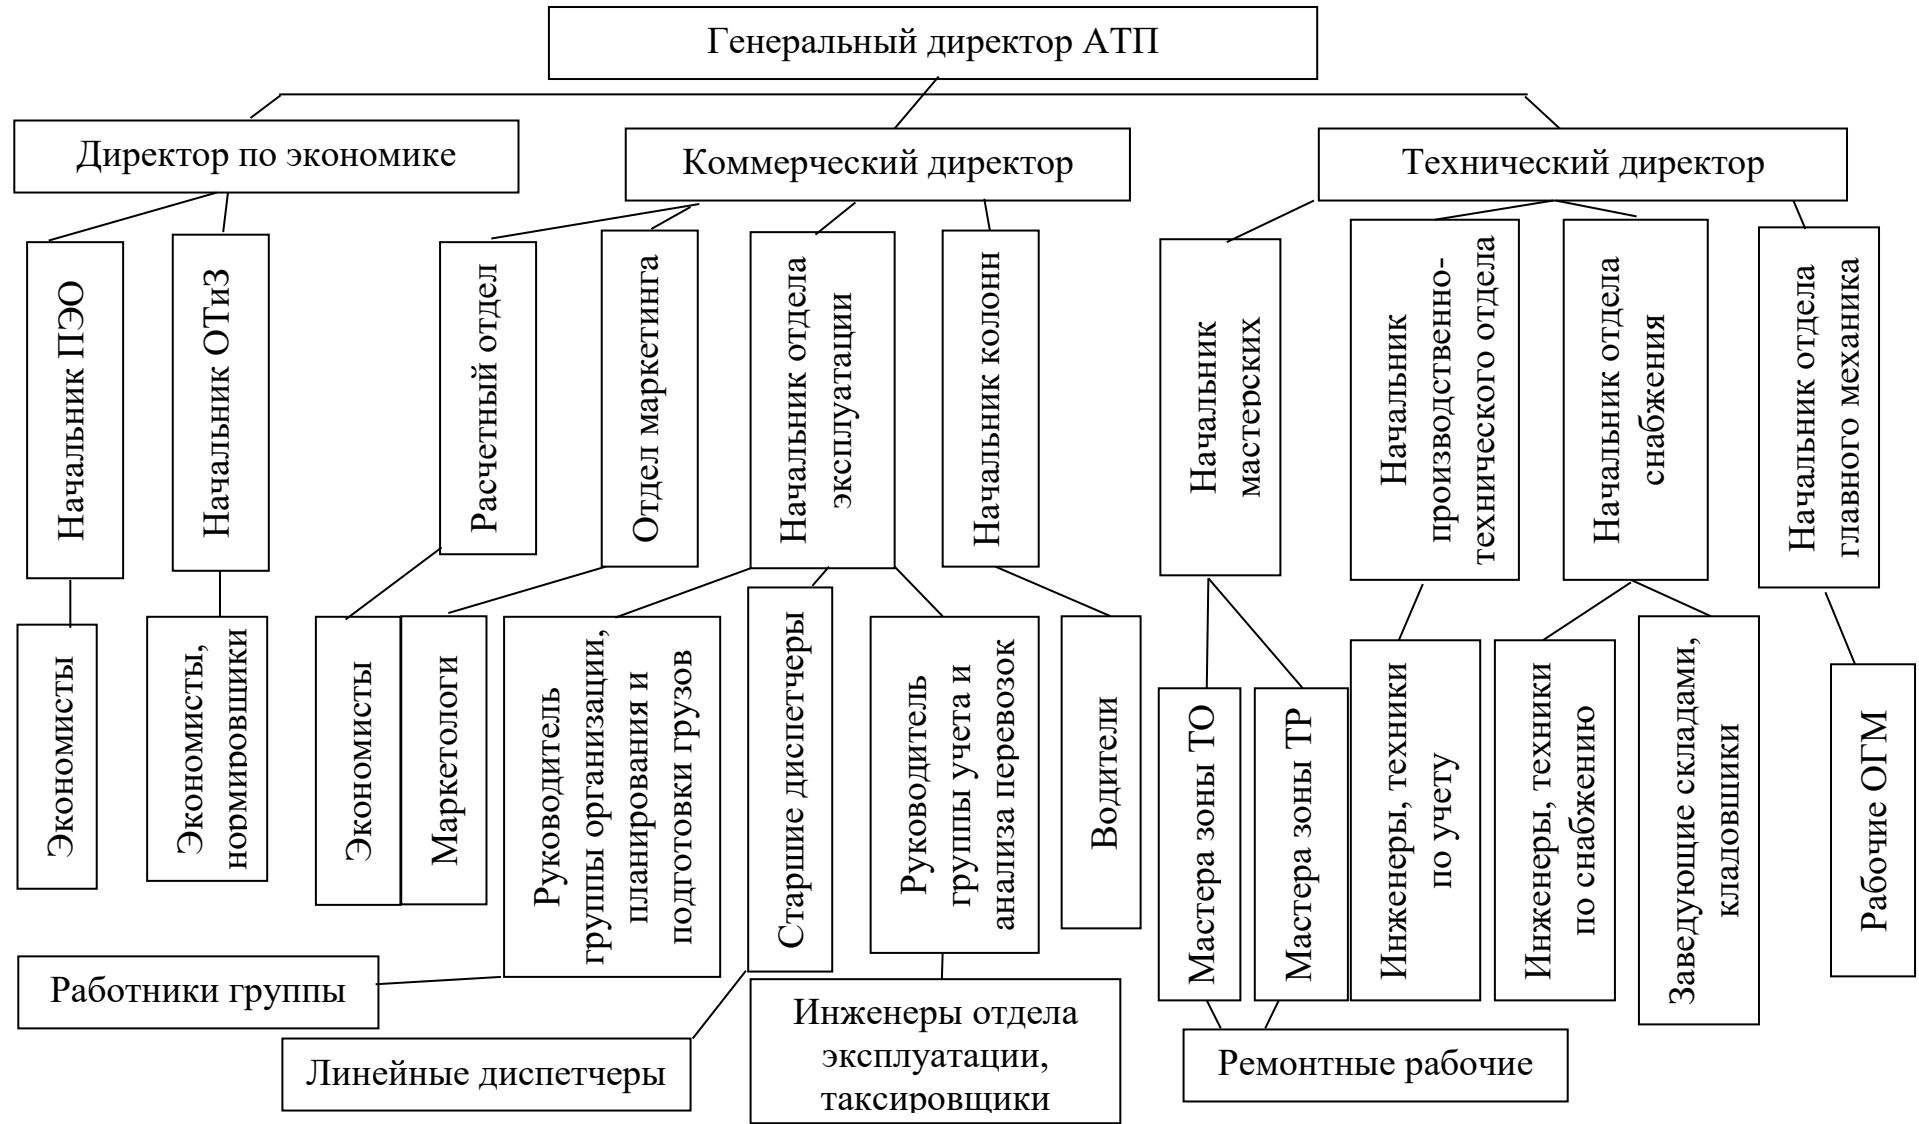 Генеральный директор АТП
Директор по экономике
Коммерческий директор
Технический директор
Начальник ПЭО
Начальник ОТиЗ
Расчетный отдел
Отдел маркетинга
Начальник отдела
эксплуатации
Начальник колонн
Начальник
мастерских
Начальник
производственно-
технического отдела
Начальник отдела
снабжения
Начальник отдела
главного механика
Экономисты
Экономисты,
нормировщики
Экономисты
Маркетологи
Руководитель
группы организации,
планирования и
подготовки грузов
Старшие диспетчеры
Руководитель
группы учета и
анализа перевозок
Водители
Мастера зоны ТО
Мастера зоны ТР
Инженеры, техники
по учету
Инженеры, техники
по снабжению
Заведующие складами,
кладовщики
Рабочие ОГМ
Работники группы
Линейные диспетчеры
Инженеры отдела
эксплуатации,
таксировщики
Ремонтные рабочие